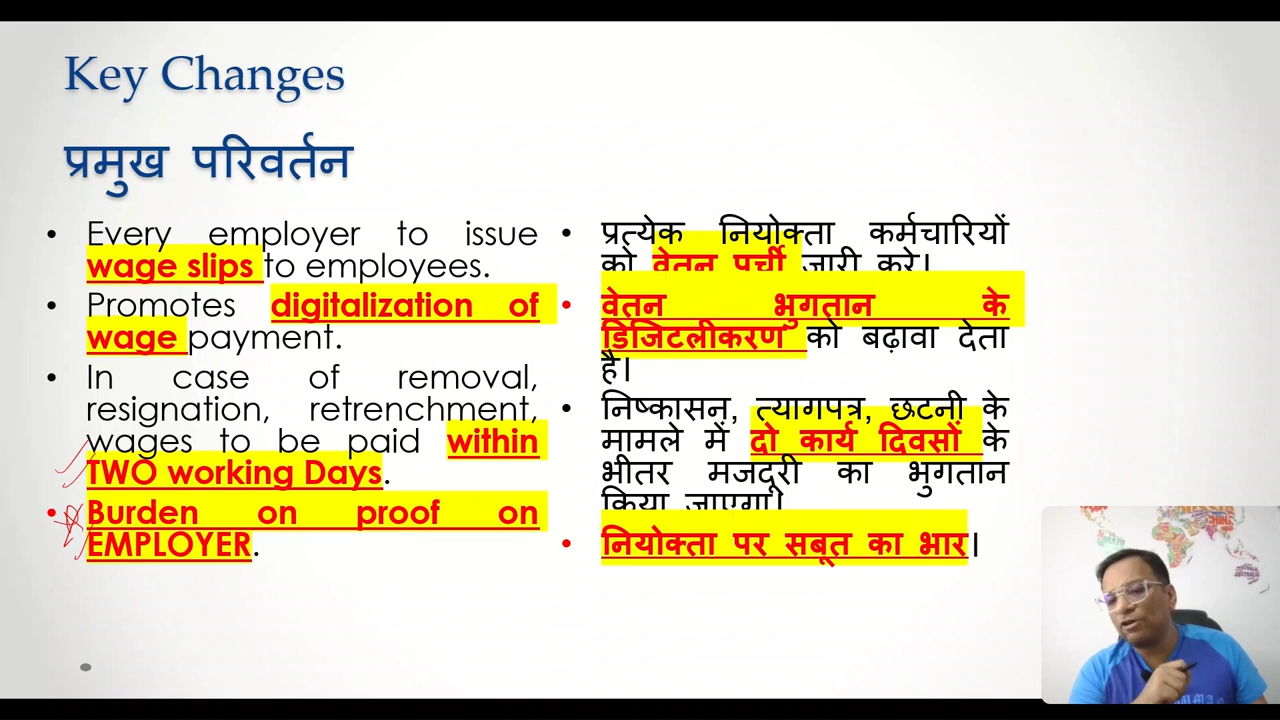 Key Changes
प्रमुख परिवर्तन
• Every employer to issue
wage slips to employees.
• Promotes digitalization of
wage payment.
• In case of removal,
resignation, retrenchment,
wages to be paid within
TWO working Days.
• Burden on proof on
EMPLOYER.
• प्रत्येक नियोक्ता कर्मचारियों
को वेतन पर्ची जारी करे।
• वेतन भुगतान के
डिजिटलीकरण को बढ़ावा देता
है।
• निष्कासन, त्यागपत्र, छटनी के
मामले में दो कार्य दिवसों के
भीतर मजदूरी का भुगतान
किया जाएगा।
• नियोक्ता पर सबूत का भार।